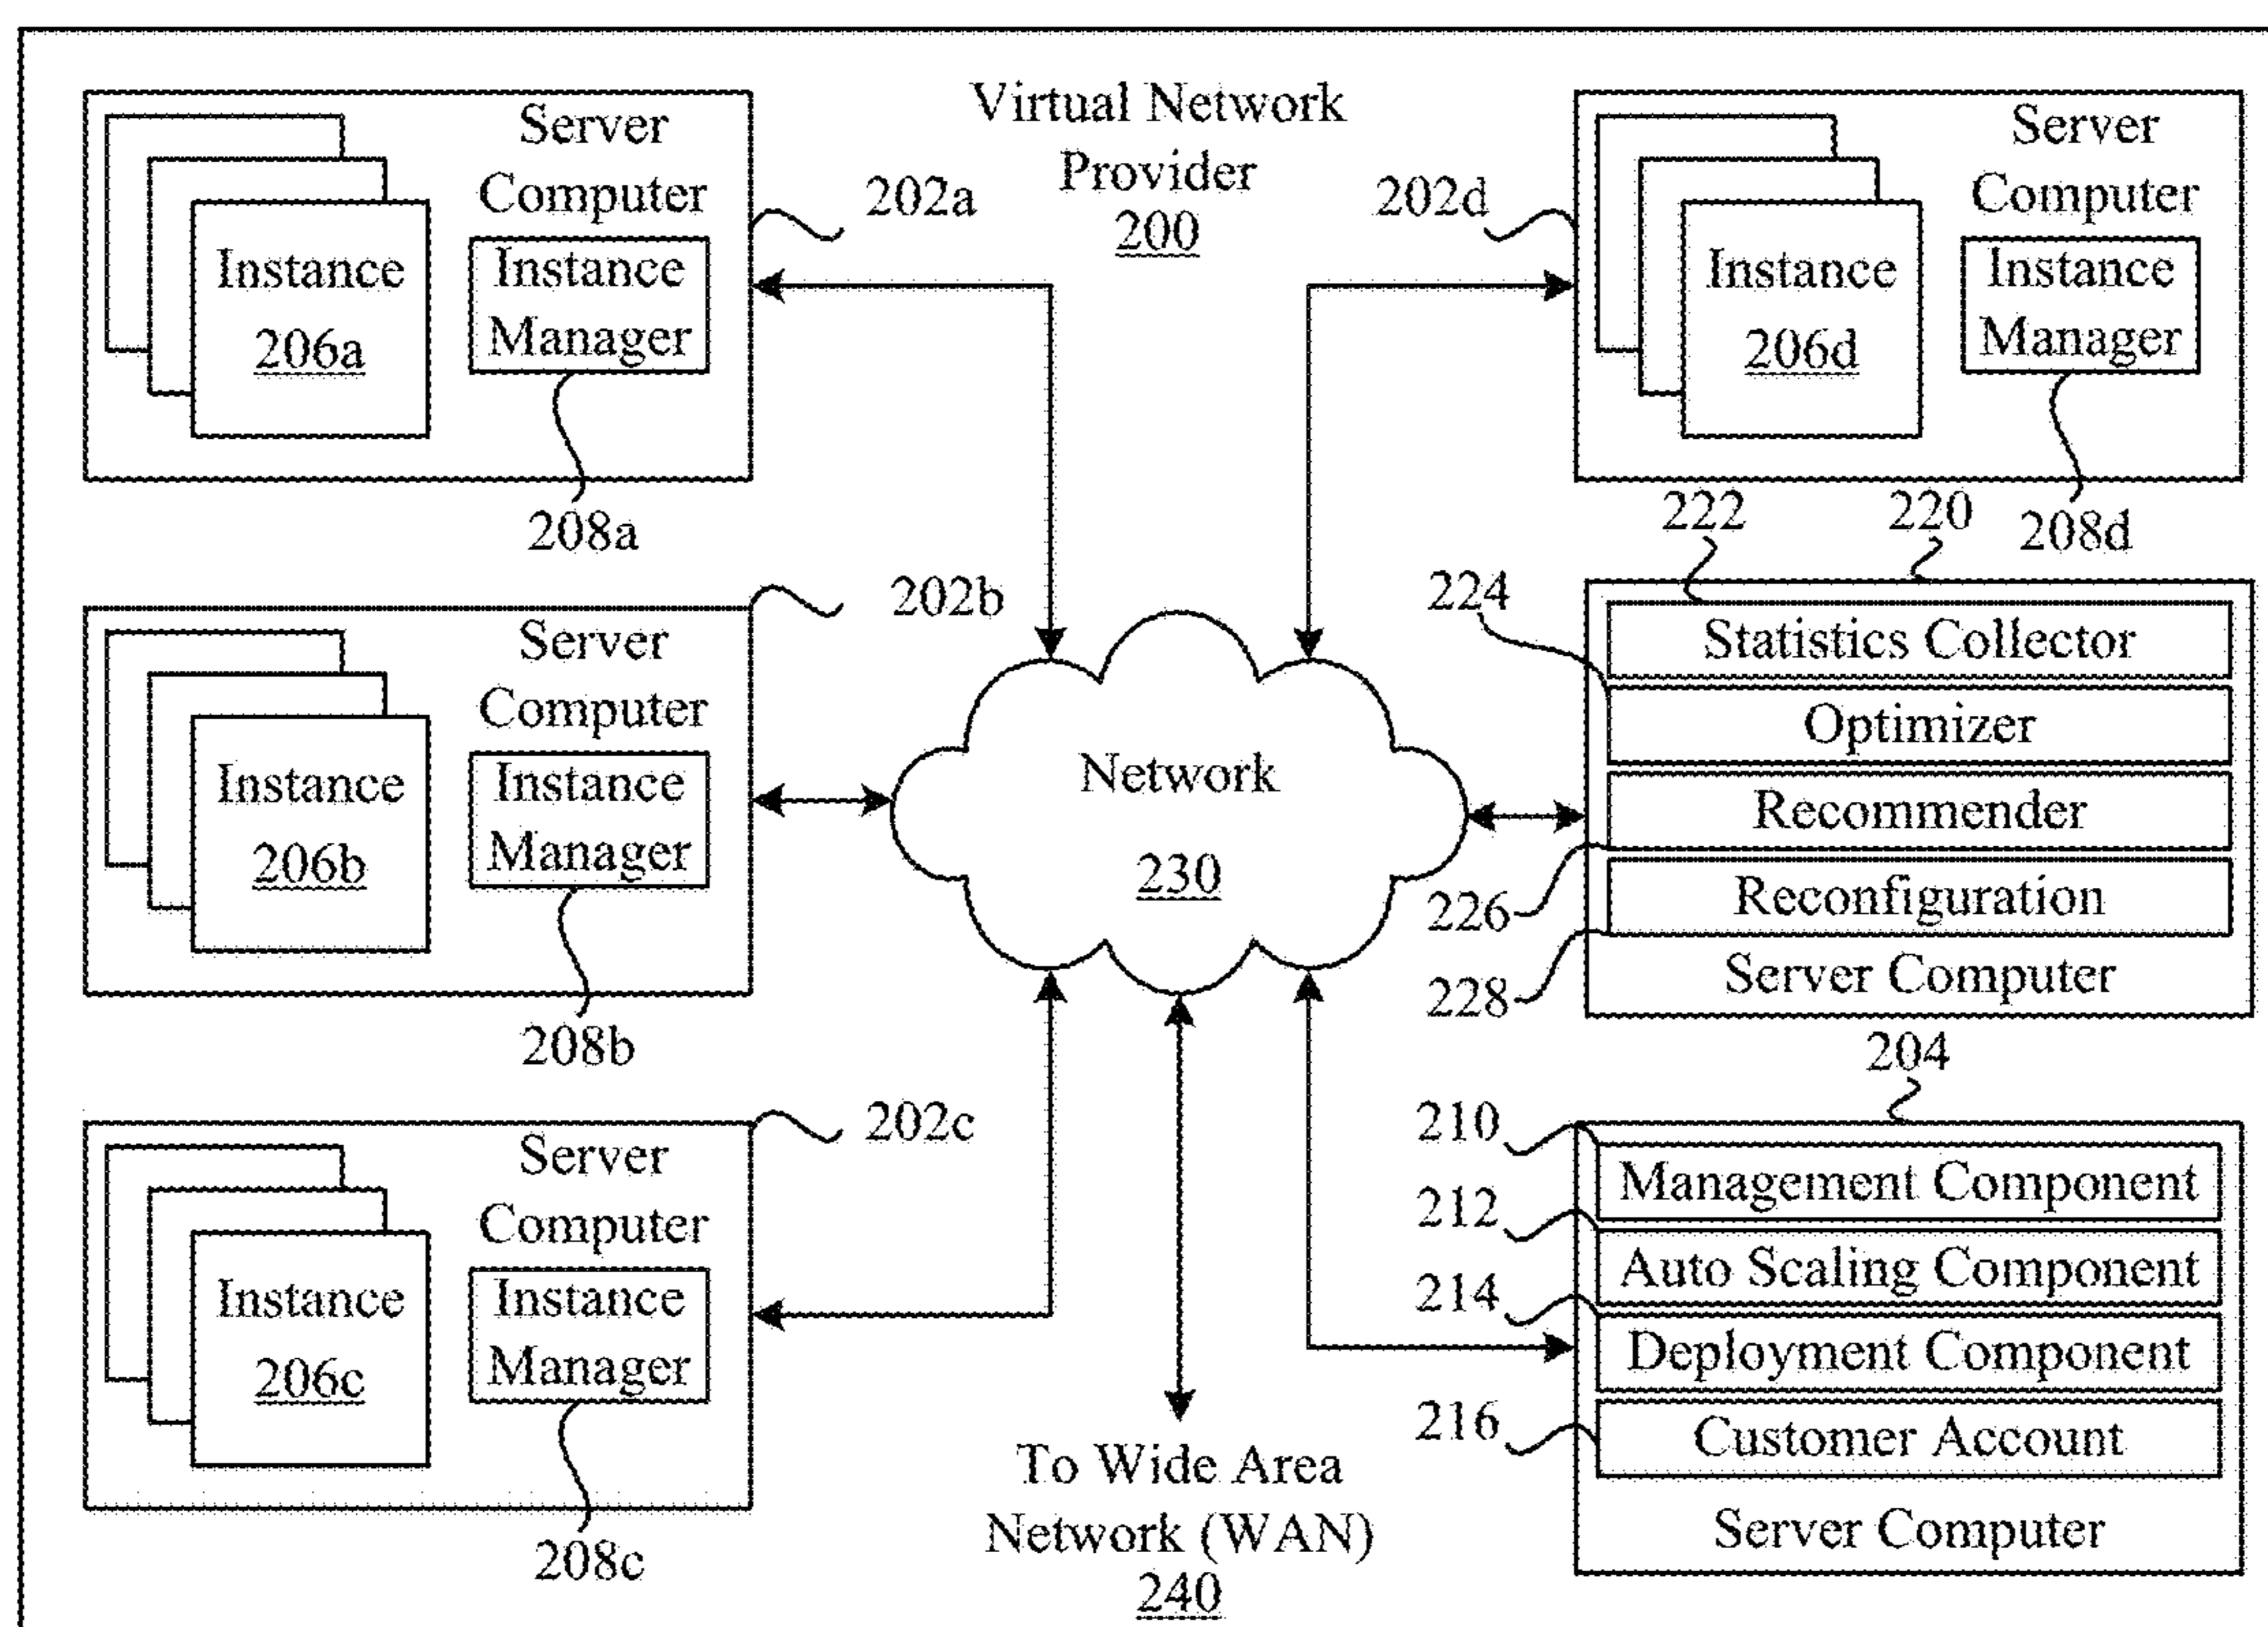 Virtual Network
Provider
200
Server
Computer
Instance
206a
Instance
Manager
202a
208a
202d
Server
Computer
Instance
206d
Instance
Manager
208d
202b
Server
Computer
Instance
206b
Instance
Manager
208b
Network
230
222
220
224
Statistics Collector
Optimizer
Recommender
226
Reconfiguration
228
Server Computer
202c
Server
Computer
Instance
206c
Instance
Manager
208c
To Wide Area
Network (WAN)
240
204
210
Management Component
212
Auto Scaling Component
214
Deployment Component
216
Customer Account
Server Computer